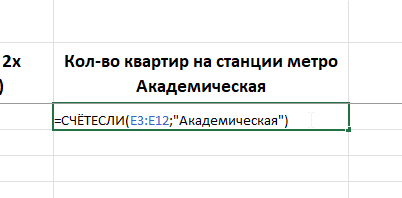 2х
Кол-во квартир на станции метро
)
Академическая
=СЧЁТЕСЛИ(E3:E12;"Академическая")